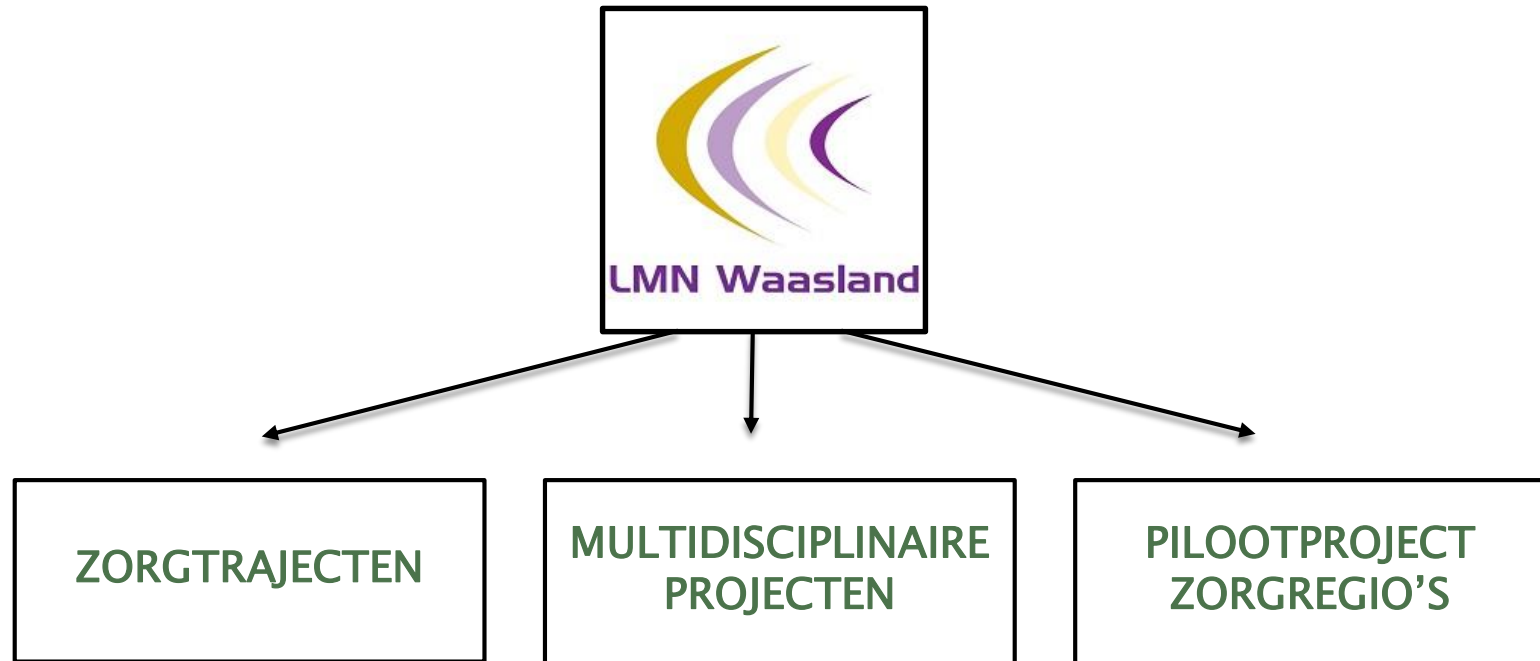 LMN Waasland
ZORGTRAJECTEN
MULTIDISCIPLINAIRE
PROJECTEN
PILOOTPROJECT
ZORGREGIO’S